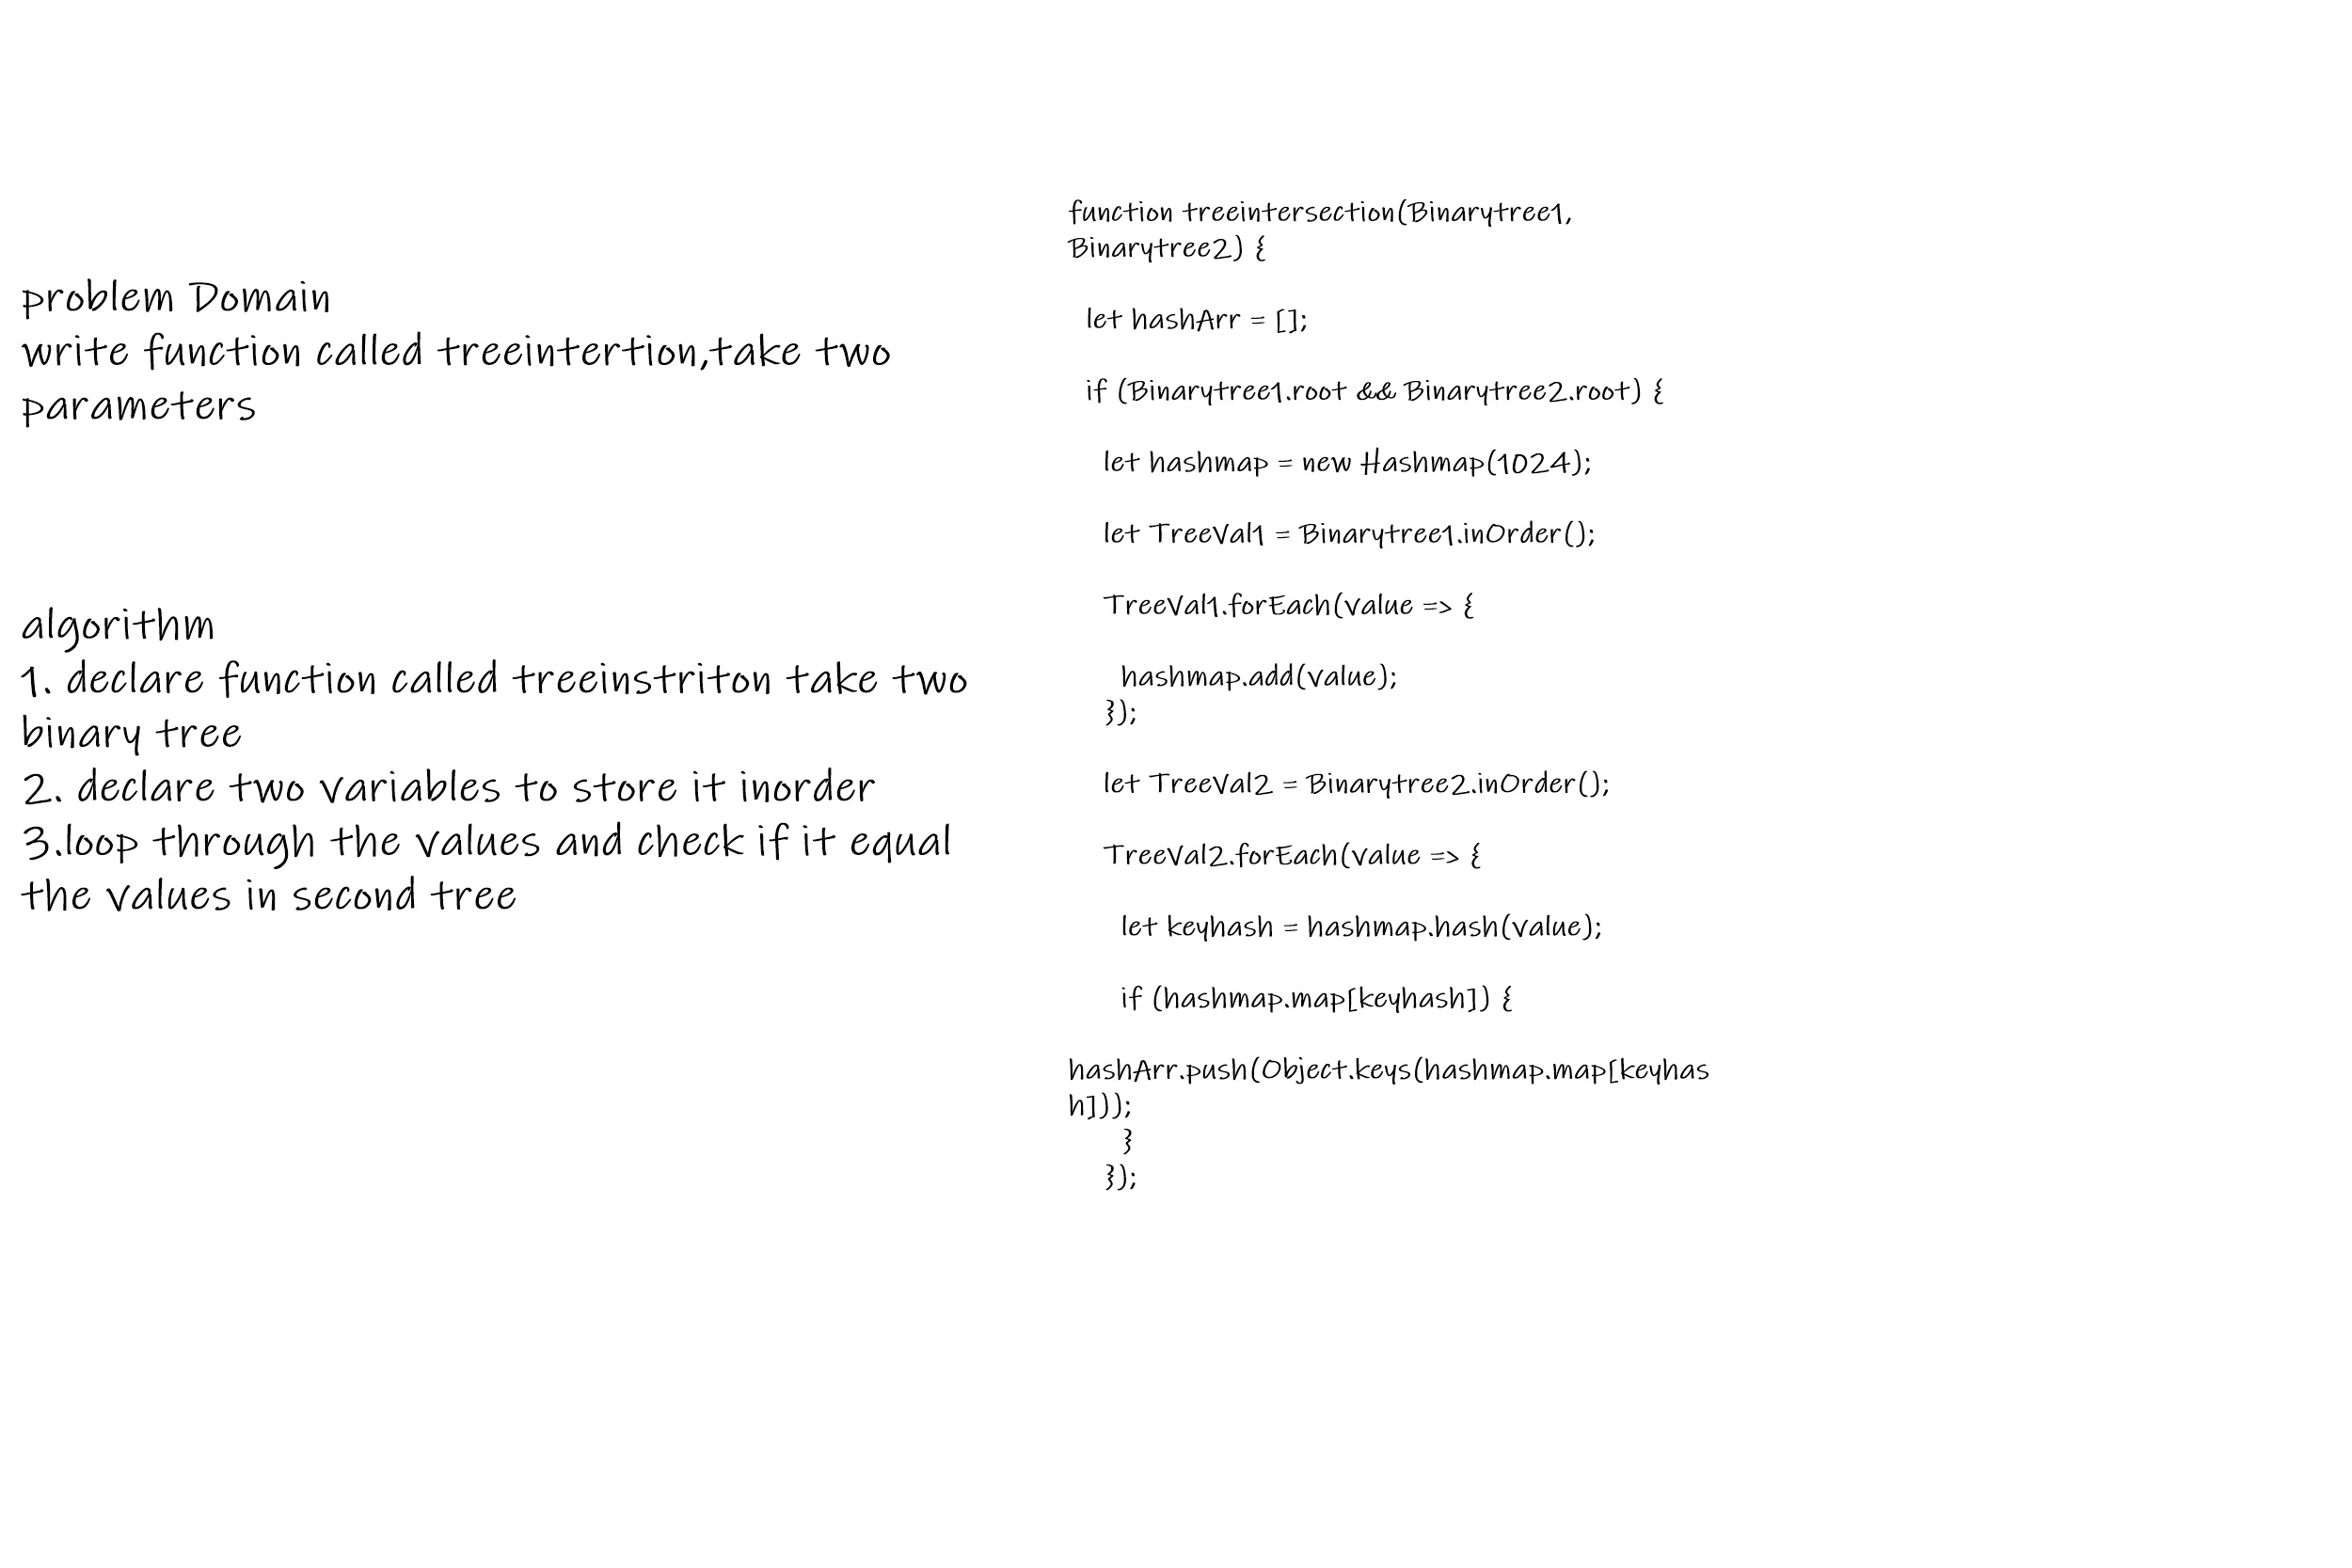 problem Domain
write function called treeintertion,take two
parameters
algorithm
1. declare function called treeinstriton take two
binary tree
2. declare two variables to store it inorder
3.loop through the values and check if it equal
the values in second tree
function treeintersection(Binarytree1,
Binarytree2) {
let hashArr = [];
if (Binarytree1.root && Binarytree2.root) {
let hashmap = new Hashmap(1024);
let TreeVal1 = Binarytree1.inOrder();
TreeVal1.forEach(value => {
hashmap.add(value);
});
let TreeVal2 = Binarytree2.inOrder();
TreeVal2.forEach(value => {
let keyhash = hashmap.hash(value);
if (hashmap.map[keyhash]) {
hashArr.push(Object.keys(hashmap.map[keyhas
h]));
}
});